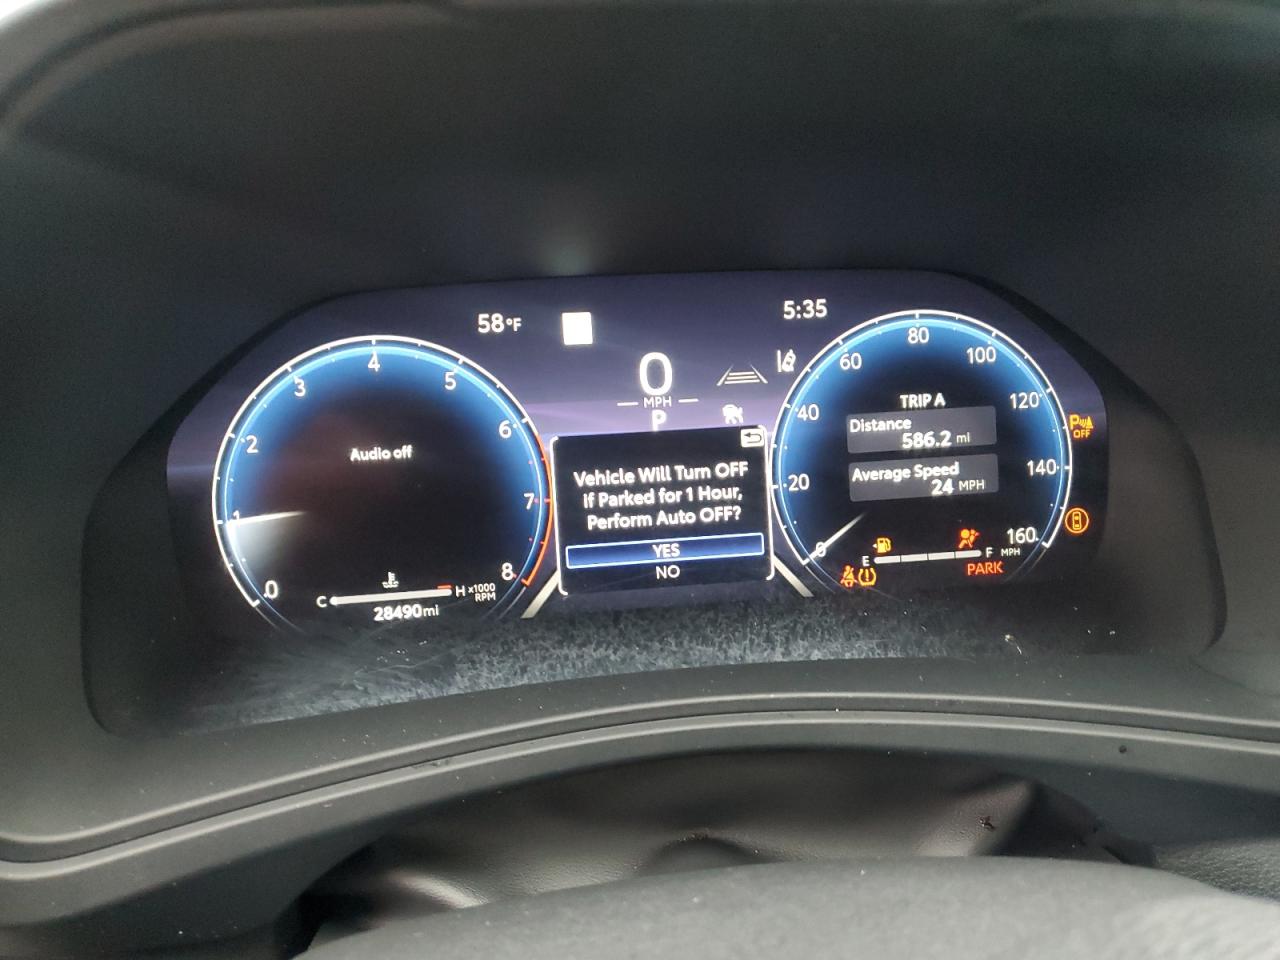 58°F
5:35
0
MPH
P
Audio off
0
1
2
3
4
5
6
7
8
x1000
RPM
C
H
28490mi
Vehicle Will Turn OFF
if Parked for 1 Hour,
Perform Auto OFF?
YES
NO
0
20
40
60
80
100
120
140
160
MPH
TRIP A
Distance
586.2 mi
Average Speed
24 MPH
E
F
PARK
P
OFF